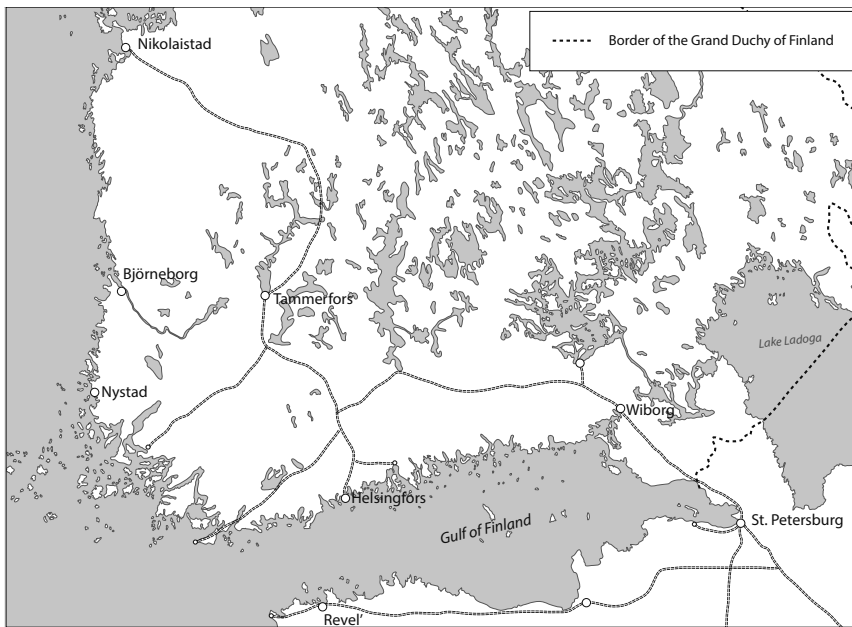 Nikolaistad
Border of the Grand Duchy of Finland
Björneborg
Tammerfors
Lake Ladoga
Nystad
Wiborg
Helsingfors
Gulf of Finland
St. Petersburg
Revel'